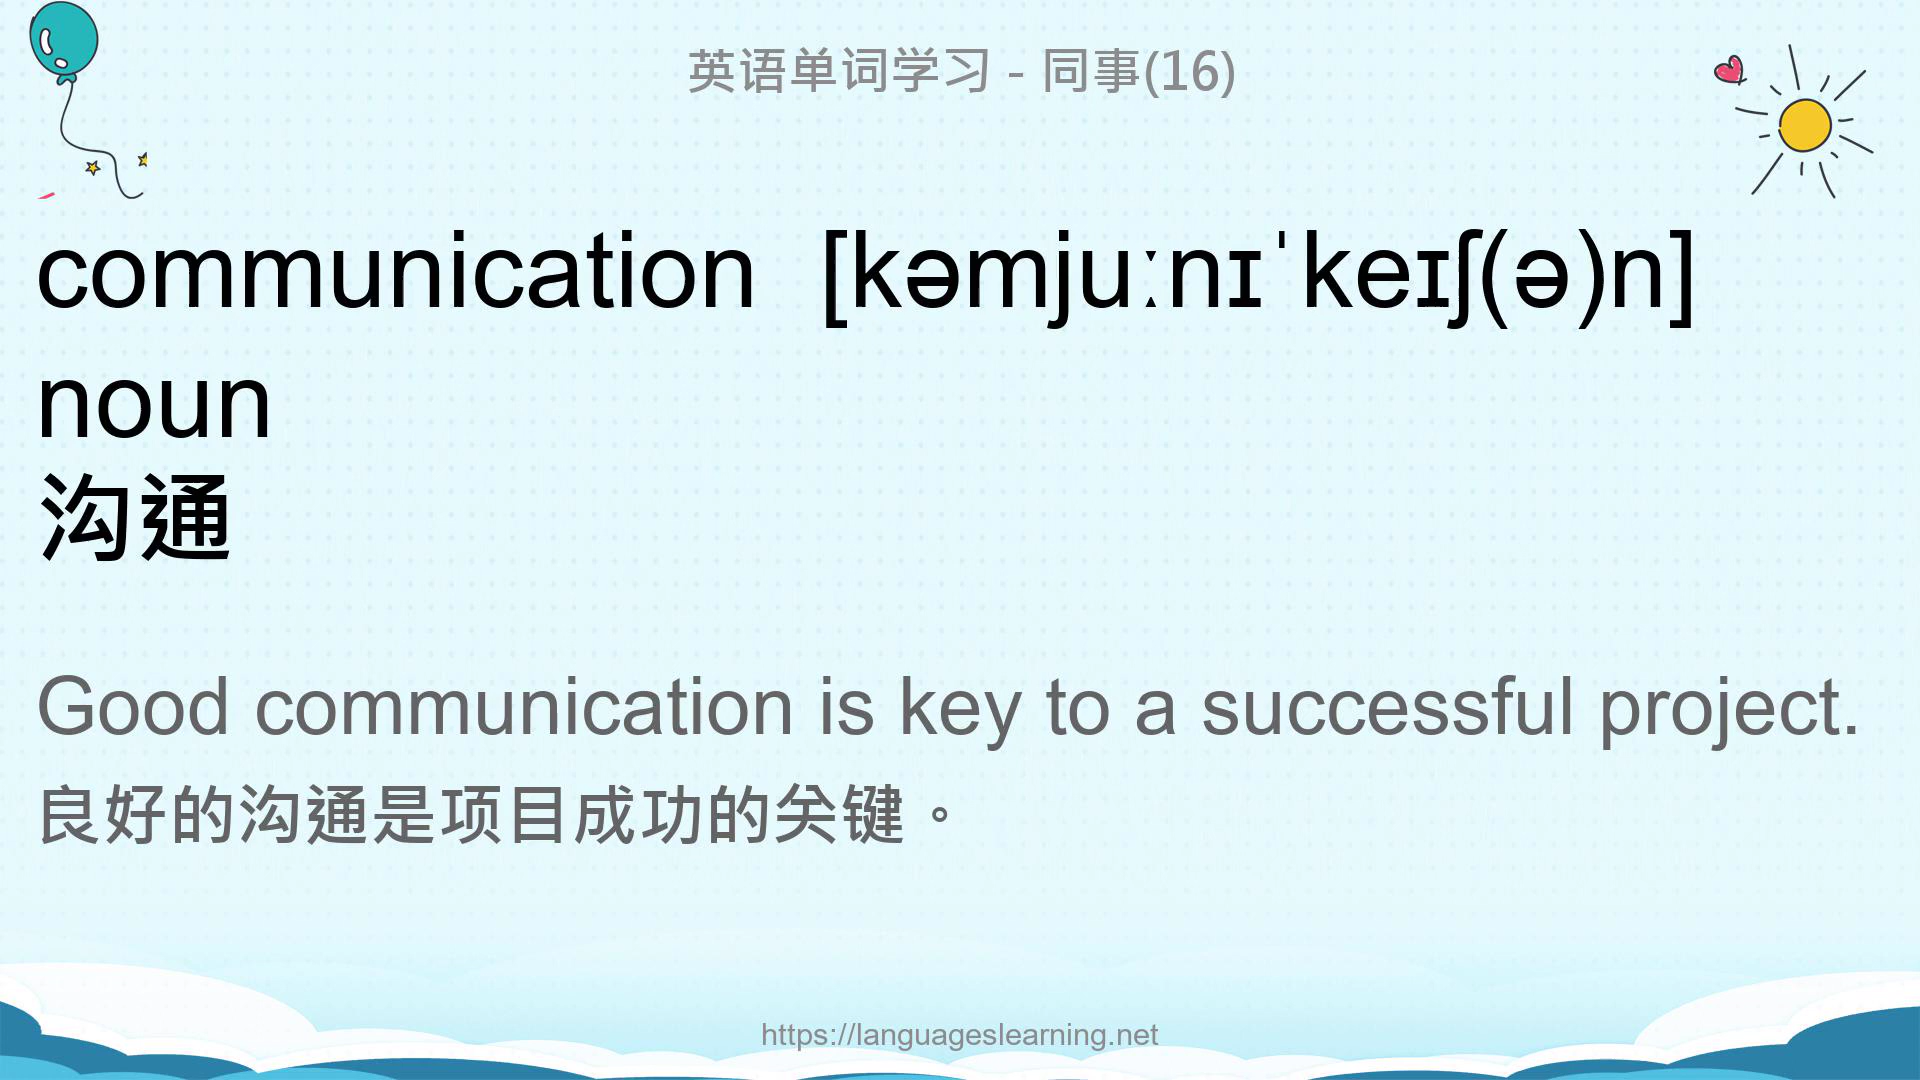 英语单词学习 - 同事(16)
communication [kəmjuːnɪˈkeɪʃ(ə)n]
noun
沟通
Good communication is key to a successful project.
良好的沟通是项目成功的关键。
https://languageslearning.net